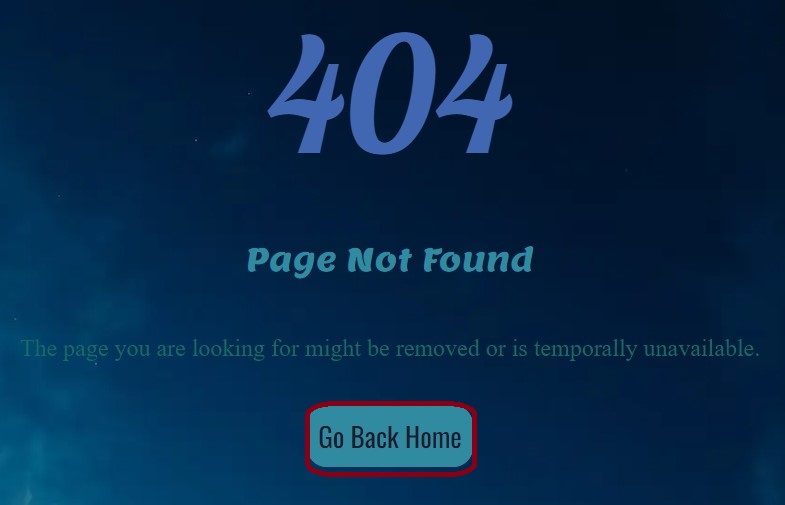 404
Page Not Found
The page you are looking for might be removed or is temporally unavailable.
Go Back Home